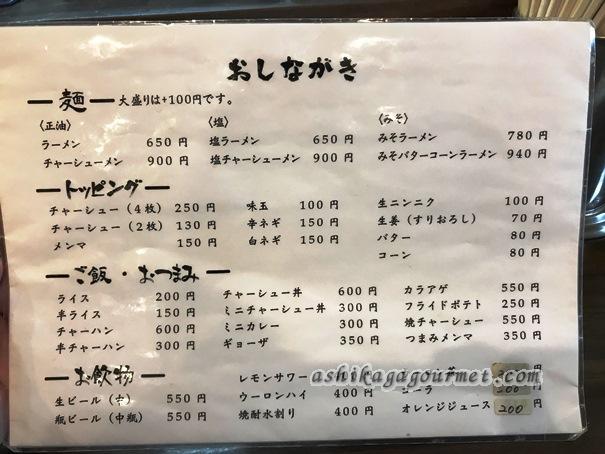 おしながき
麺 大盛りは+100円です。
〈正油〉 〈塩〉 〈みそ〉
ラーメン 650円 塩ラーメン 650円 みそラーメン 780円
チャーシューメン 900円 塩チャーシューメン 900円 みそバターコーンラーメン 940円
トッピング
チャーシュー(4枚) 250円 味玉 100円 生ニンニク 100円
チャーシュー(2枚) 130円 辛ネギ 150円 生姜(すりおろし) 70円
メンマ 150円 白ネギ 150円 バター 80円
コーン 80円
ご飯・おつまみ
ライス 200円 チャーシュー丼 600円 カラアゲ 550円
半ライス 150円 ミニチャーシュー丼 300円 フライドポテト 250円
チャーハン 600円 ミニカレー 300円 焼チャーシュー 550円
半チャーハン 300円 ギョーザ 350円 つまみメンマ 350円
お飲物 レモンサワー 円
生ビール(中) 550円 ウーロンハイ 400円 コーラ 200 円
瓶ビール(中瓶) 550円 焼酎水割り 400円 オレンジジュース 200 円
ashikagagourmet.com